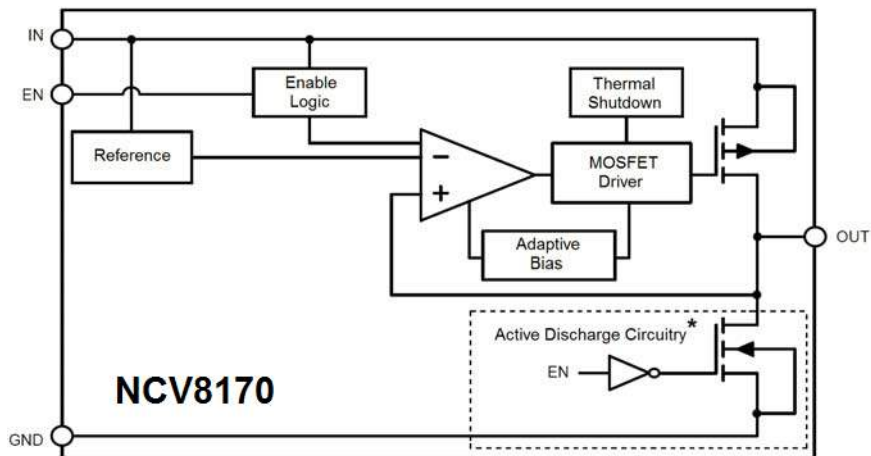 IN
EN
Enable
Logic
Thermal
Shutdown
Reference
−
+
MOSFET
Driver
Adaptive
Bias
OUT
Active Discharge Circuitry*
EN
NCV8170
GND